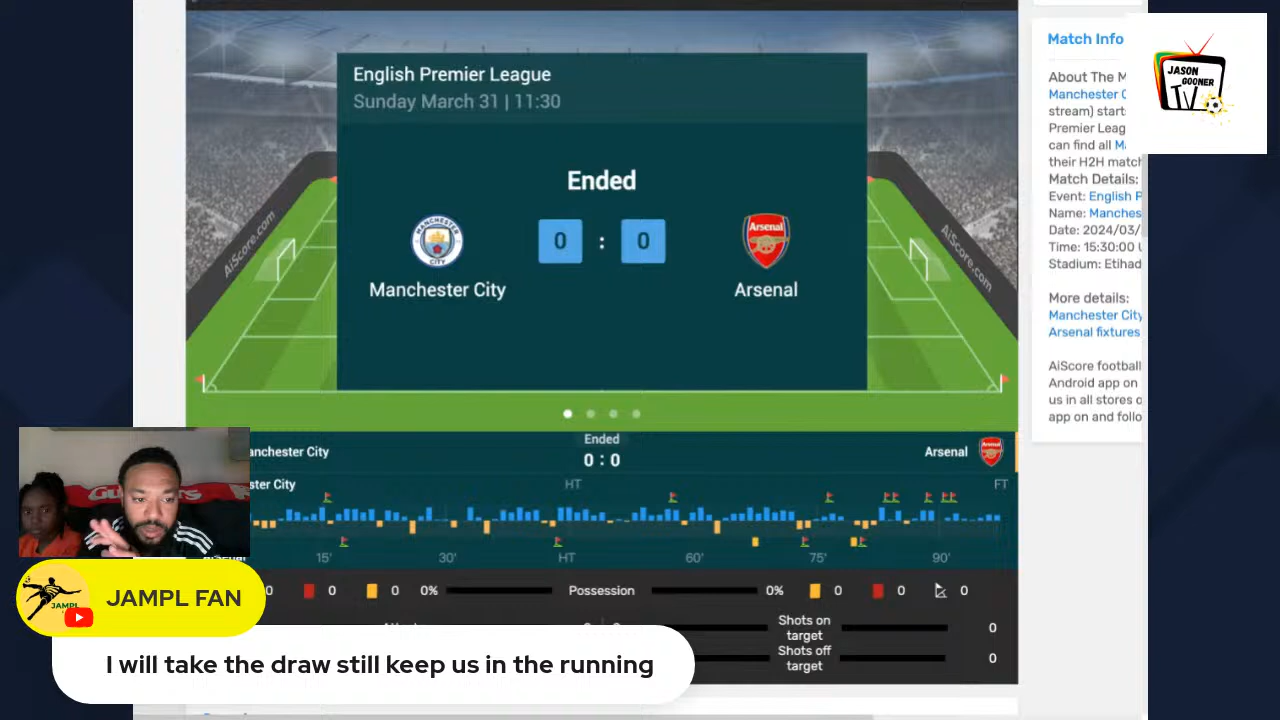 English Premier League
Sunday March 31 | 11:30
Ended
MANCHESTER
CITY
0 : 0
Arsenal
Manchester City
Arsenal
AiScore.com
AiScore.com
Ended
anchester City
0 : 0
Arsenal
ster City
HT
FT
15'
30'
HT
60'
75'
90'
0
0
0
0%
Possession
0%
0
0
0
Shots on
target
0
Shots off
target
0
Match Info
About The M
Manchester C
stream) start
Premier Leag
can find all Ma
their H2H match
Match Details:
Event: English P
Name: Manches
Date: 2024/03/
Time: 15:30:00 U
Stadium: Etihad
More details:
Manchester City
Arsenal fixtures
AiScore football
Android app on
us in all stores o
app on and follo
JASON
GOONER
TV
JAMPL
JAMPL FAN
I will take the draw still keep us in the running